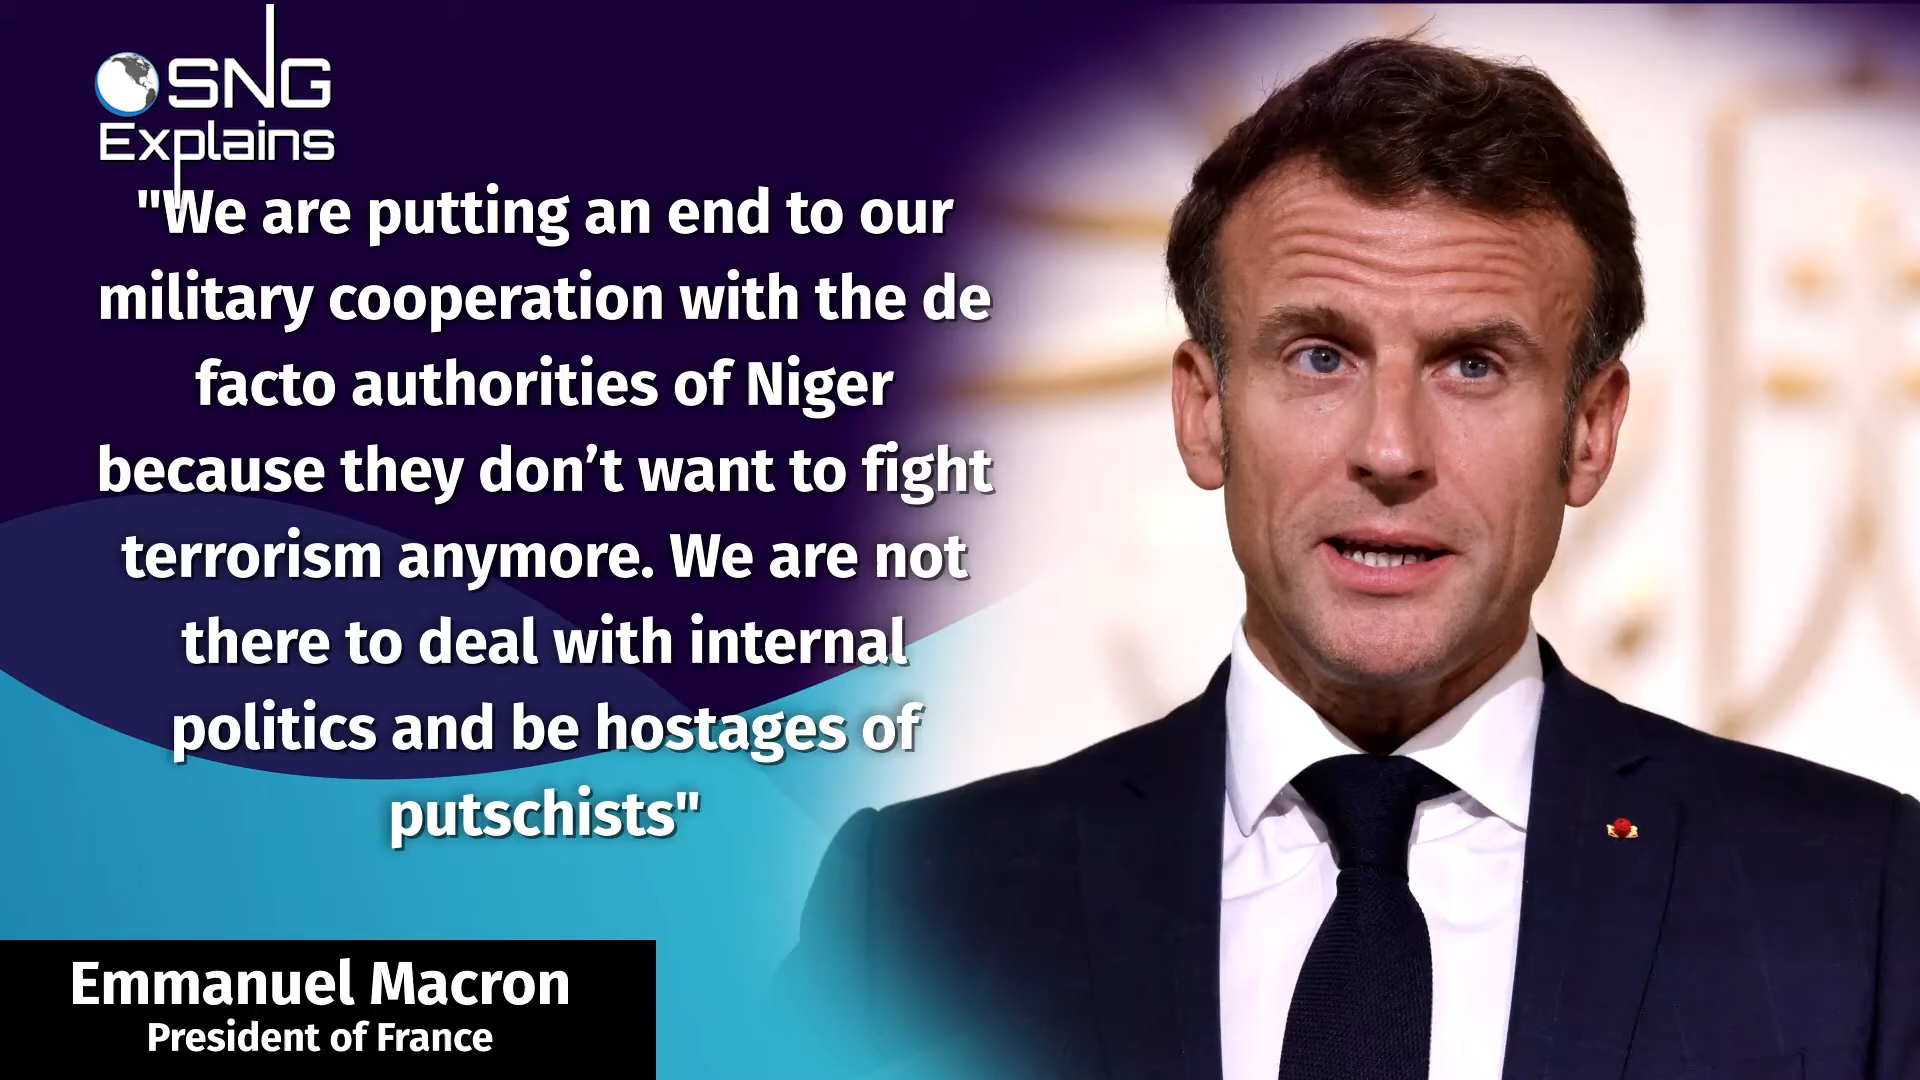 SNG
Explains
"We are putting an end to our
military cooperation with the de
facto authorities of Niger
because they don’t want to fight
terrorism anymore. We are not
there to deal with internal
politics and be hostages of
putschists"
Emmanuel Macron
President of France